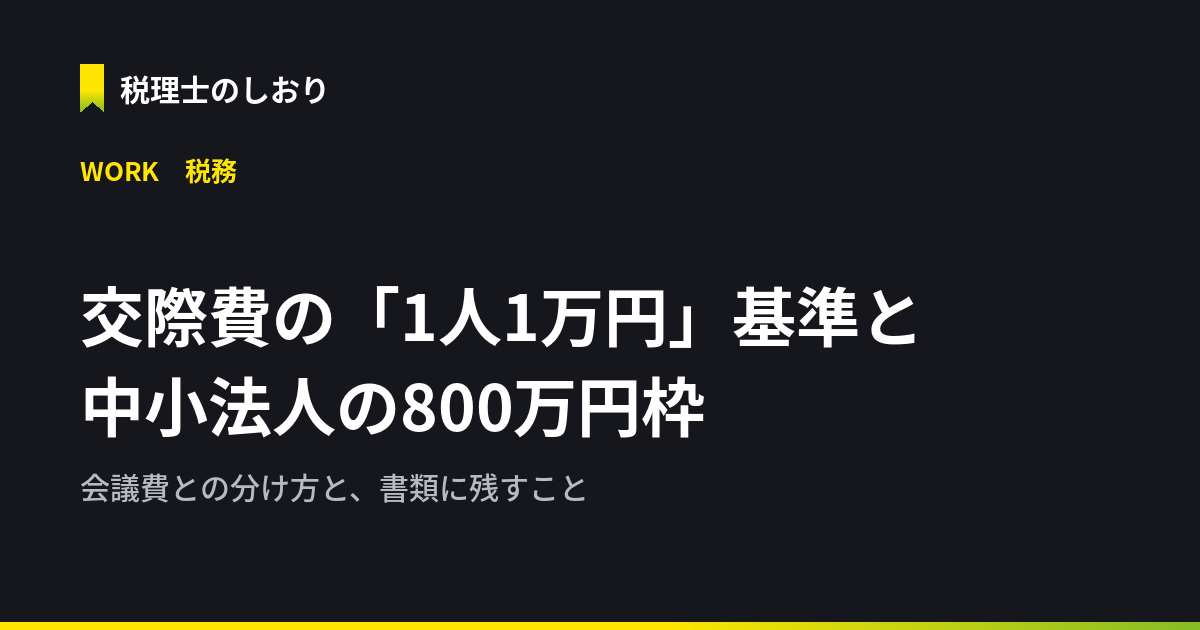 税理士のしおり
WORK　税務
交際費の「1人1万円」基準と
中小法人の800万円枠
会議費との分け方と、書類に残すこと